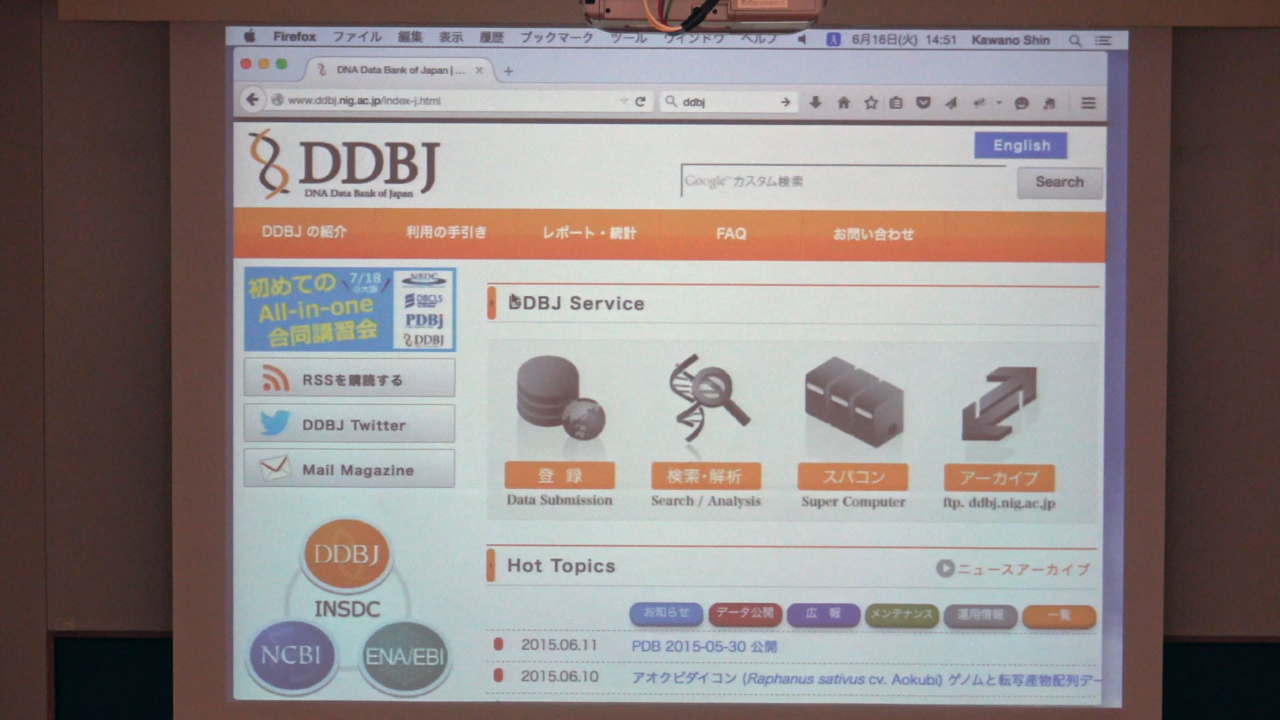 Firefox ファイル 編集 表示 履歴 ブックマーク ツール ウインドウ ヘルプ 6月16日(火) 14:51 Kawano Shin
DNA Data Bank of Japan | ...
www.ddbj.nig.ac.jp/index-j.html ddbj
English
DDBJ
DNA Data Bank of Japan
Google™ カスタム検索 Search
DDBJ の紹介 利用の手引き レポート・統計 FAQ お問い合わせ
初めての 7/18 @大阪
All-in-one
合同講習会
NBDC
DBCLS
PDBj
DDBJ
RSSを購読する
DDBJ Twitter
Mail Magazine
DDBJ
INSDC
NCBI ENA/EBI
DDBJ Service
登 録 検索・解析 スパコン アーカイブ
Data Submission Search / Analysis Super Computer ftp. ddbj.nig.ac.jp
Hot Topics ニュースアーカイブ
お知らせ データ公開 広 報 メンテナンス 運用情報 一覧
2015.06.11 PDB 2015-05-30 公開
2015.06.10 アオクビダイコン (Raphanus sativus cv. Aokubi) ゲノムと転写産物配列デー